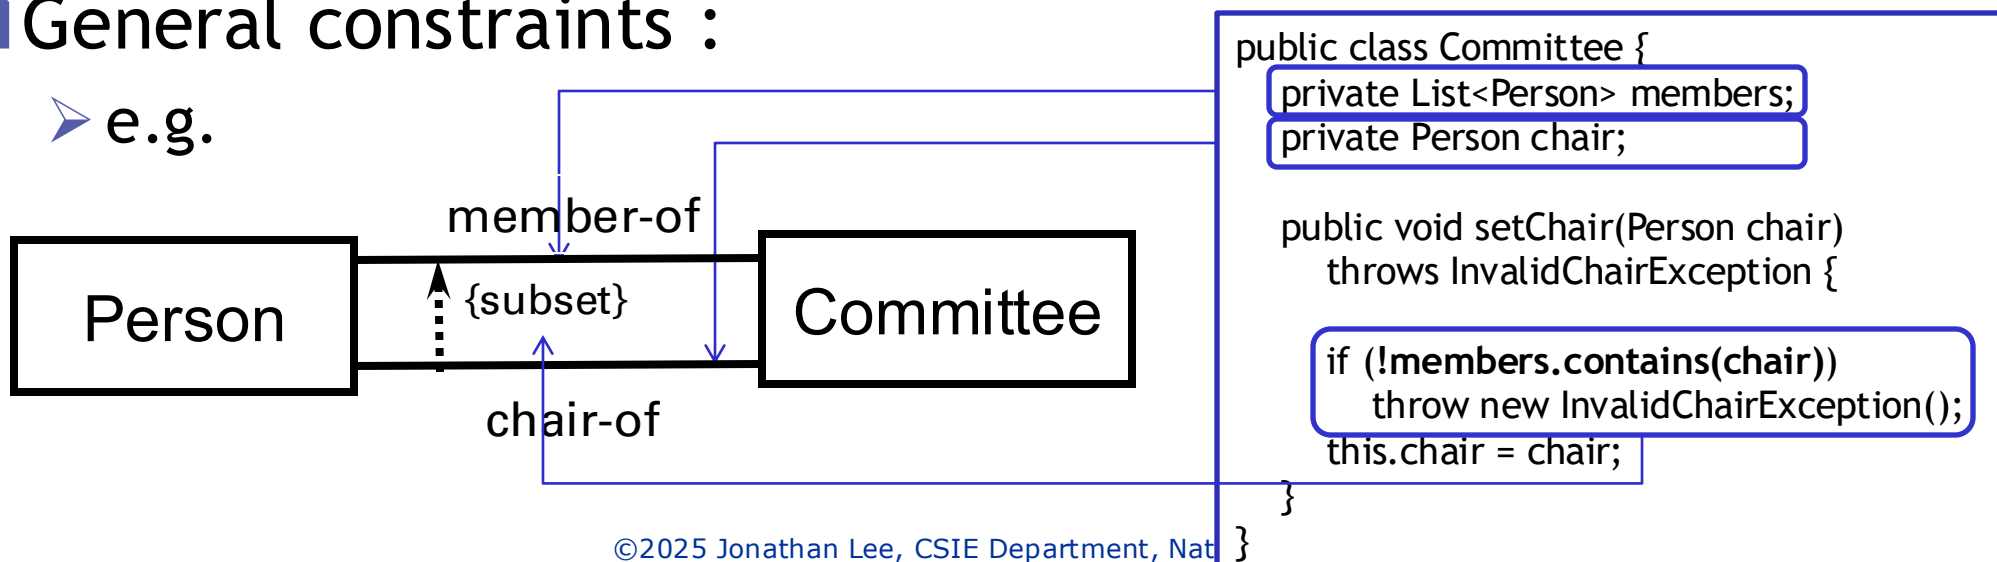 General constraints :
e.g.
member-of
Person
{subset}
Committee
chair-of
public class Committee {
private List<Person> members;
private Person chair;
public void setChair(Person chair)
throws InvalidChairException {
if (!members.contains(chair))
throw new InvalidChairException();
this.chair = chair;
}
}
©2025 Jonathan Lee, CSIE Department, Nat